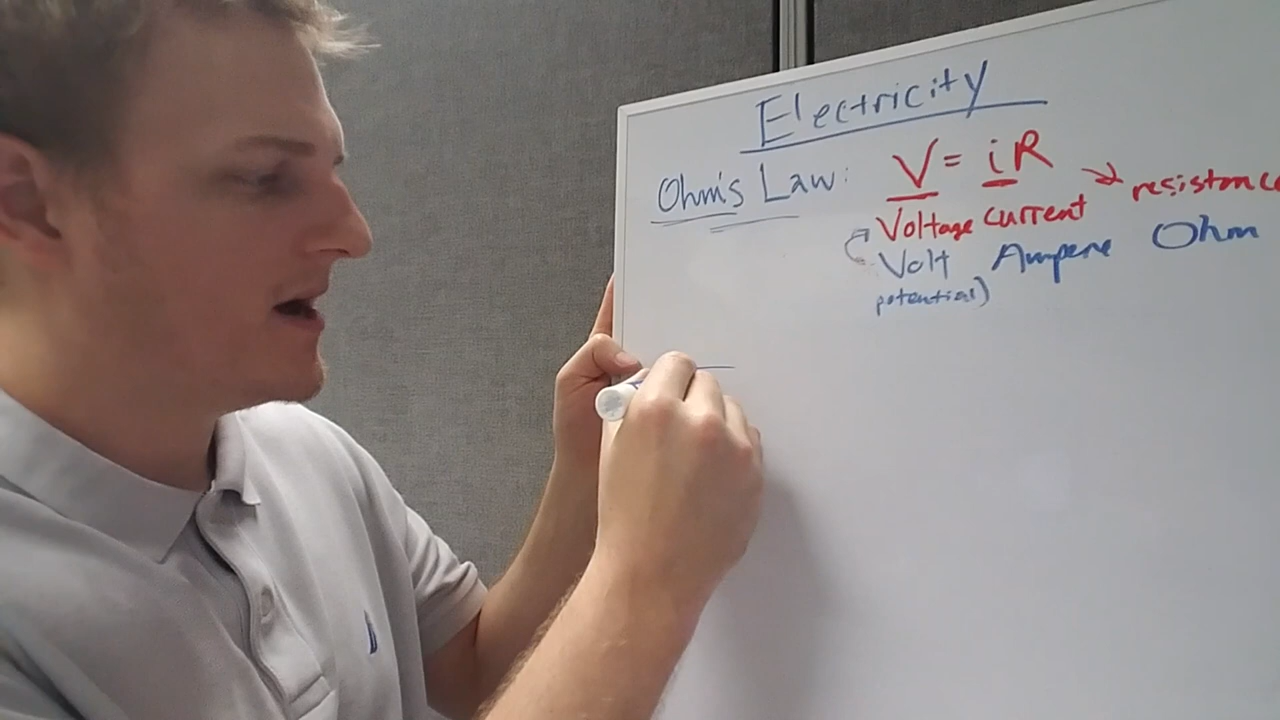 Electricity
Ohm's Law: V = iR
Voltage current → resistance
Volt Ampere Ohm
potential)